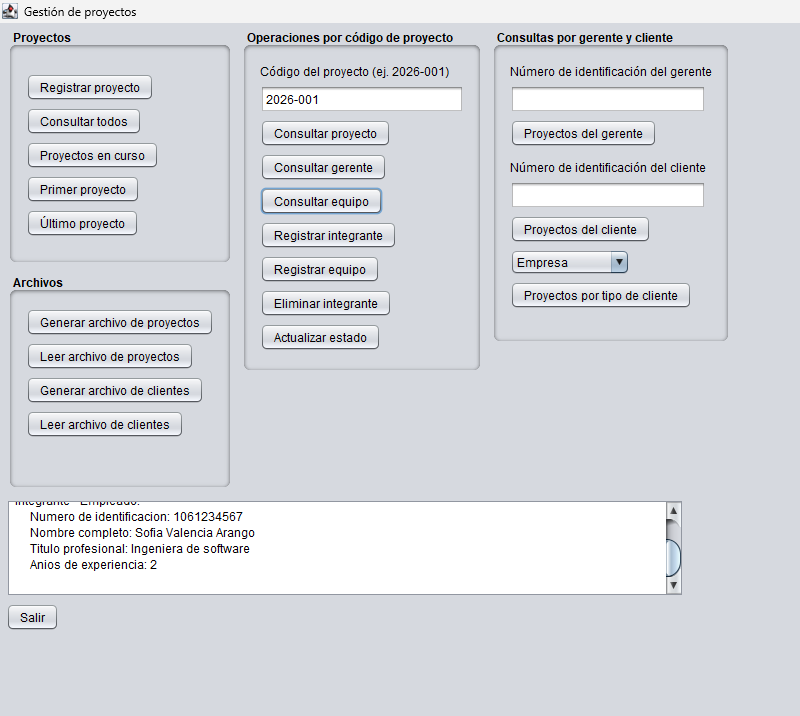 Gestión de proyectos
Proyectos
Registrar proyecto
Consultar todos
Proyectos en curso
Primer proyecto
Último proyecto
Archivos
Generar archivo de proyectos
Leer archivo de proyectos
Generar archivo de clientes
Leer archivo de clientes
Operaciones por código de proyecto
Código del proyecto (ej. 2026-001)
2026-001
Consultar proyecto
Consultar gerente
Consultar equipo
Registrar integrante
Registrar equipo
Eliminar integrante
Actualizar estado
Consultas por gerente y cliente
Número de identificación del gerente
Proyectos del gerente
Número de identificación del cliente
Proyectos del cliente
Empresa
Proyectos por tipo de cliente
Numero de identificacion: 1061234567
Nombre completo: Sofia Valencia Arango
Titulo profesional: Ingeniera de software
Anios de experiencia: 2
Salir